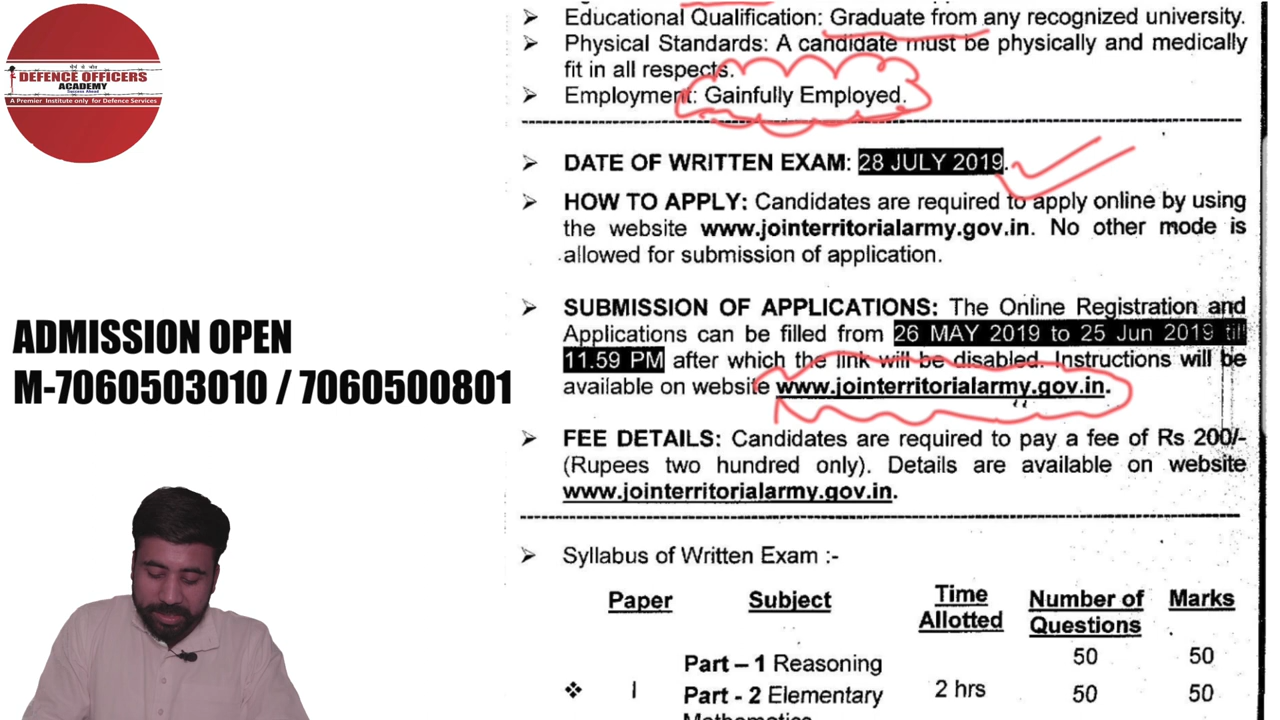 DEFENCE OFFICERS
ACADEMY
Success Ahead
A Premier Institute only for Defence Services
ADMISSION OPEN
M-7060503010 / 7060500801
➢ Educational Qualification: Graduate from any recognized university.
➢ Physical Standards: A candidate must be physically and medically
fit in all respects.
➢ Employment: Gainfully Employed.
➢ DATE OF WRITTEN EXAM: 28 JULY 2019.
➢ HOW TO APPLY: Candidates are required to apply online by using
the website www.jointerritorialarmy.gov.in. No other mode is
allowed for submission of application.
➢ SUBMISSION OF APPLICATIONS: The Online Registration and
Applications can be filled from 26 MAY 2019 to 25 Jun 2019 till
11.59 PM after which the link will be disabled. Instructions will be
available on website www.jointerritorialarmy.gov.in.
➢ FEE DETAILS: Candidates are required to pay a fee of Rs 200/-
(Rupees two hundred only). Details are available on website
www.jointerritorialarmy.gov.in.
➢ Syllabus of Written Exam :-
Paper Subject Time Allotted Number of Questions Marks
Part – 1 Reasoning 50 50
❖ I Part - 2 Elementary 2 hrs 50 50
Mathematics